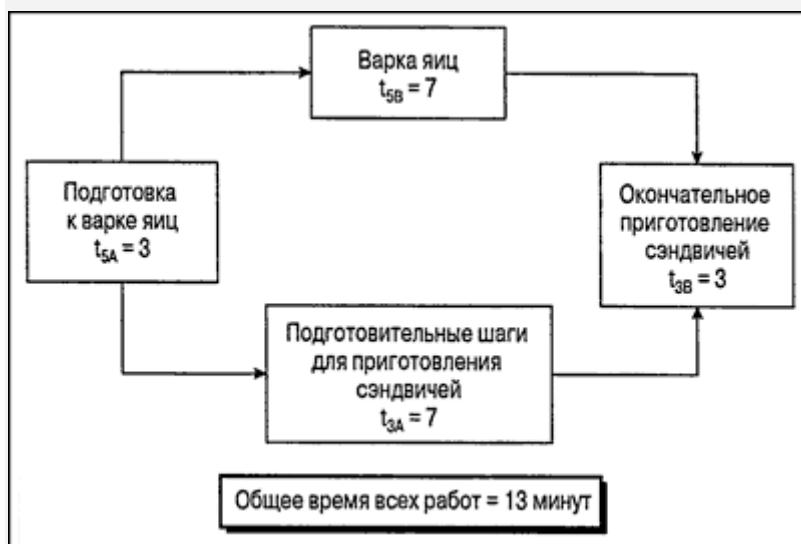 Варка яиц
t5B = 7
Подготовка
к варке яиц
t5A = 3
Окончательное
приготовление
сэндвичей
t3B = 3
Подготовительные шаги
для приготовления
сэндвичей
t3A = 7
Общее время всех работ = 13 минут